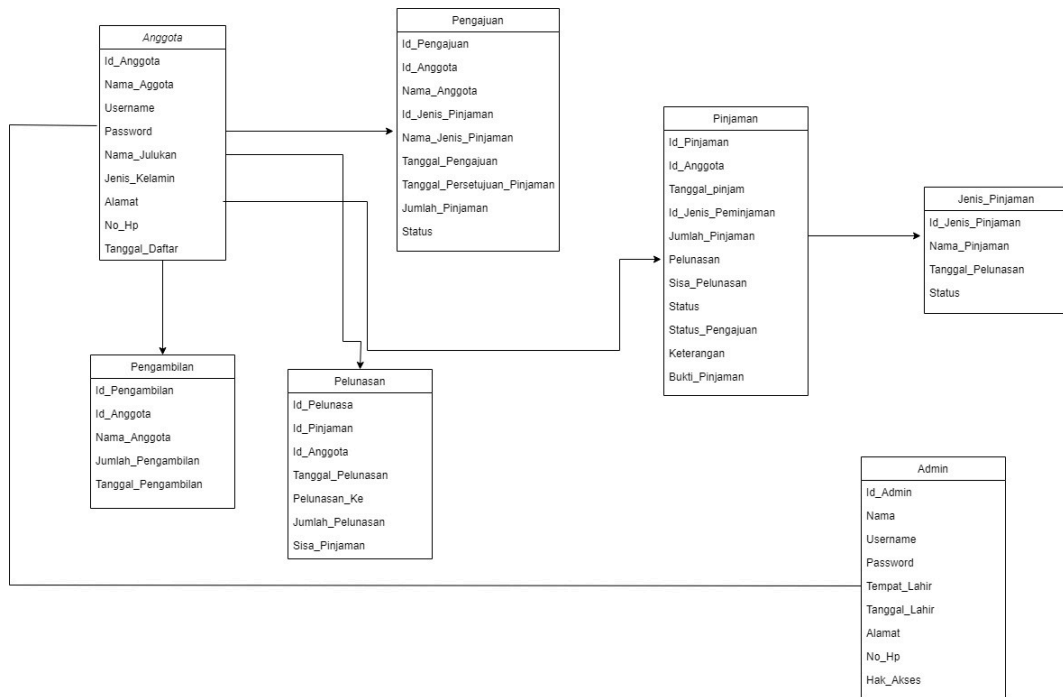 Anggota
Id_Anggota
Nama_Aggota
Username
Password
Nama_Julukan
Jenis_Kelamin
Alamat
No_Hp
Tanggal_Daftar
Pengajuan
Id_Pengajuan
Id_Anggota
Nama_Anggota
Id_Jenis_Pinjaman
Nama_Jenis_Pinjaman
Tanggal_Pengajuan
Tanggal_Persetujuan_Pinjaman
Jumlah_Pinjaman
Status
Pinjaman
Id_Pinjaman
Id_Anggota
Tanggal_pinjam
Id_Jenis_Peminjaman
Jumlah_Pinjaman
Pelunasan
Sisa_Pelunasan
Status
Status_Pengajuan
Keterangan
Bukti_Pinjaman
Jenis_Pinjaman
Id_Jenis_Pinjaman
Nama_Pinjaman
Tanggal_Pelunasan
Status
Pengambilan
Id_Pengambilan
Id_Anggota
Nama_Anggota
Jumlah_Pengambilan
Tanggal_Pengambilan
Pelunasan
Id_Pelunasa
Id_Pinjaman
Id_Anggota
Tanggal_Pelunasan
Pelunasan_Ke
Jumlah_Pelunasan
Sisa_Pinjaman
Admin
Id_Admin
Nama
Username
Password
Tempat_Lahir
Tanggal_Lahir
Alamat
No_Hp
Hak_Akses